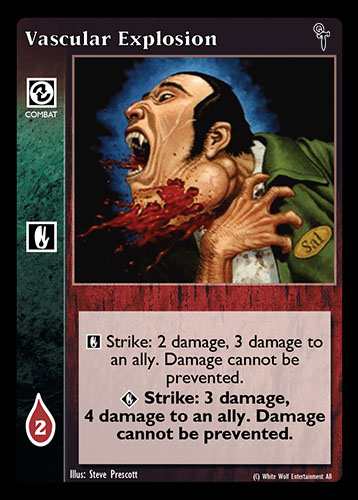 Vascular Explosion
COMBAT
Sal
Strike: 2 damage, 3 damage to
an ally. Damage cannot be
prevented.
Strike: 3 damage,
4 damage to an ally. Damage
cannot be prevented.
2
Illus: Steve Prescott
(C) White Wolf Entertainment AB